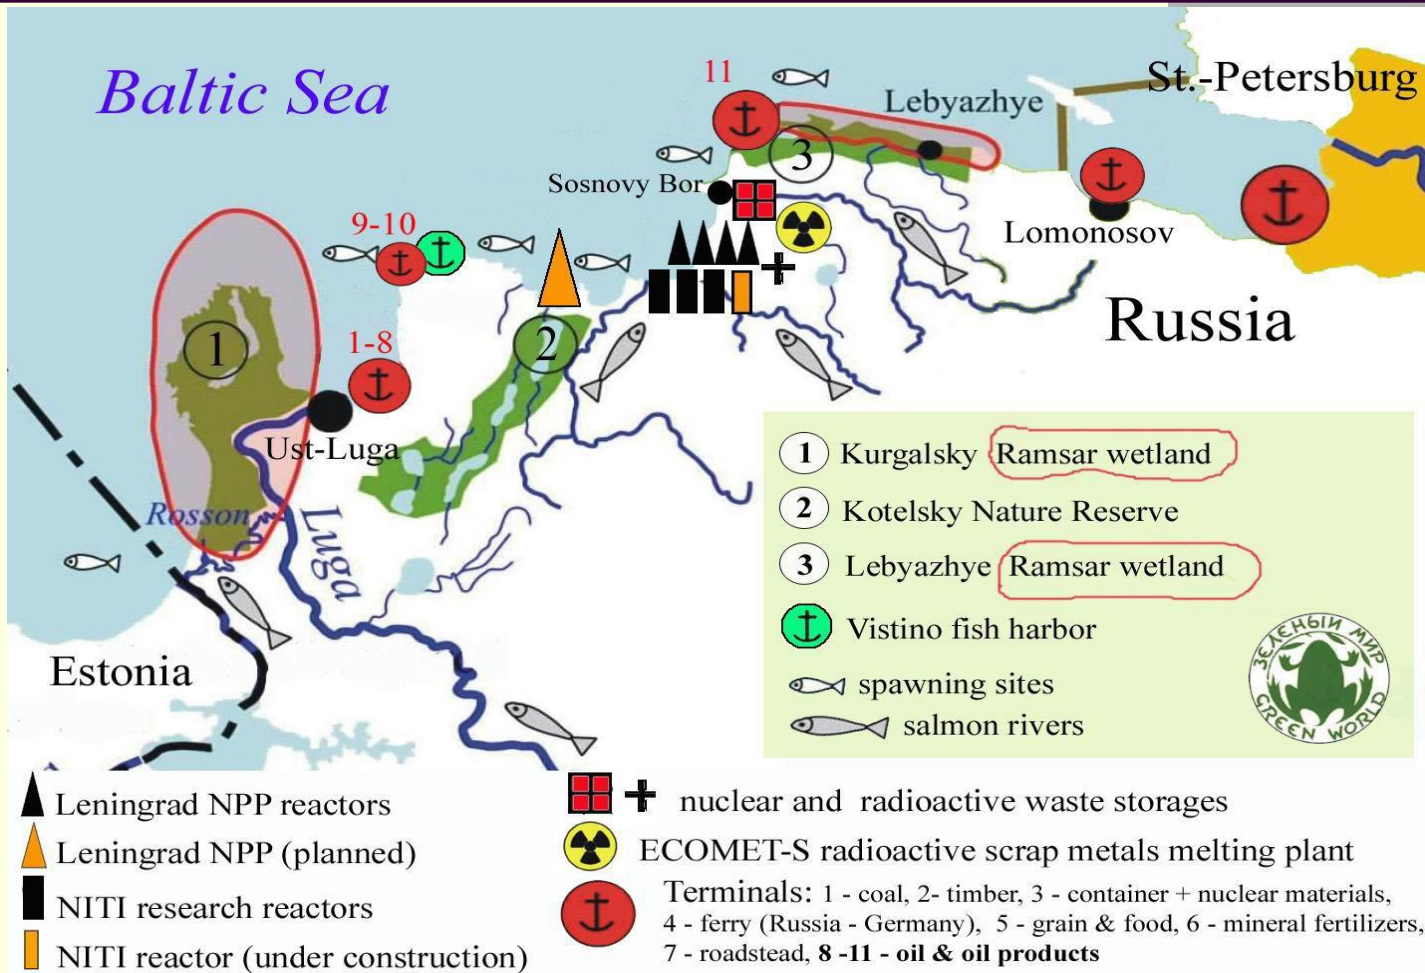 Baltic Sea
11
St.-Petersburg
Lebyazhye
3
Sosnovy Bor
9-10
Lomonosov
Russia
1
1-8
2
Ust-Luga
Rosson
Luga
Estonia
1 Kurgalsky Ramsar wetland
2 Kotelsky Nature Reserve
3 Lebyazhye Ramsar wetland
Vistino fish harbor
spawning sites
salmon rivers
ЗЕЛЕНЫЙ МИР
GREEN WORLD
Leningrad NPP reactors
Leningrad NPP (planned)
NITI research reactors
NITI reactor (under construction)
nuclear and radioactive waste storages
ECOMET-S radioactive scrap metals melting plant
Terminals: 1 - coal, 2- timber, 3 - container + nuclear materials,
4 - ferry (Russia - Germany), 5 - grain & food, 6 - mineral fertilizers,
7 - roadstead, 8 -11 - oil & oil products